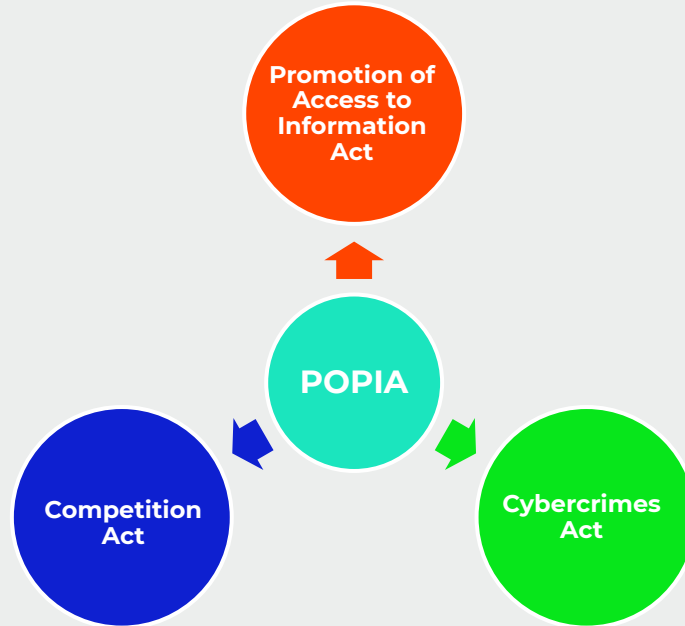 Promotion of
Access to
Information
Act
POPIA
Competition
Act
Cybercrimes
Act